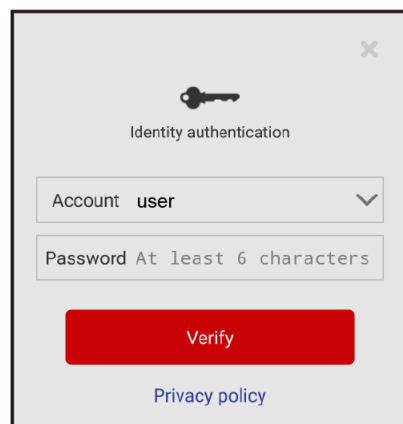 Identity authentication
Account user
Password At least 6 characters
Verify
Privacy policy